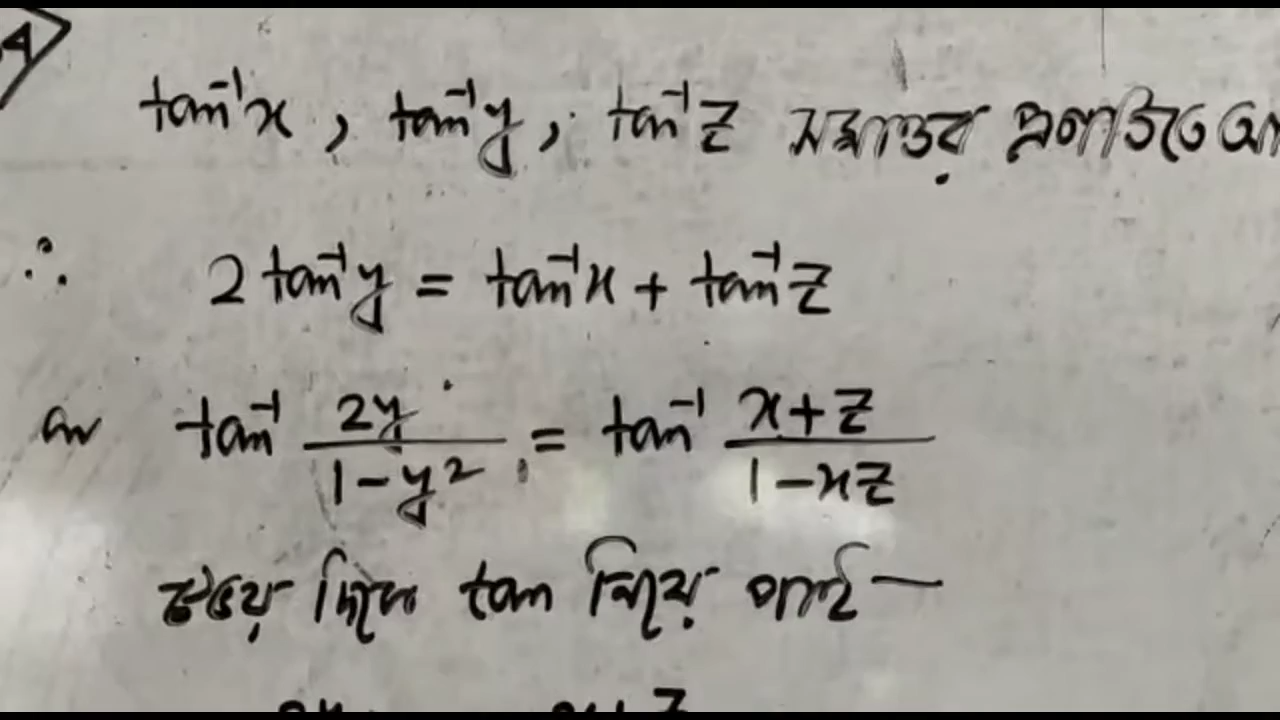 tan⁻¹x, tan⁻¹y, tan⁻¹z সমান্তর প্রগতিতে
∴ 2 tan⁻¹y = tan⁻¹x + tan⁻¹z
বা tan⁻¹ 2y/(1-y²) = tan⁻¹ (x+z)/(1-xz)
উভয় দিকে tan নিয়ে পাই —